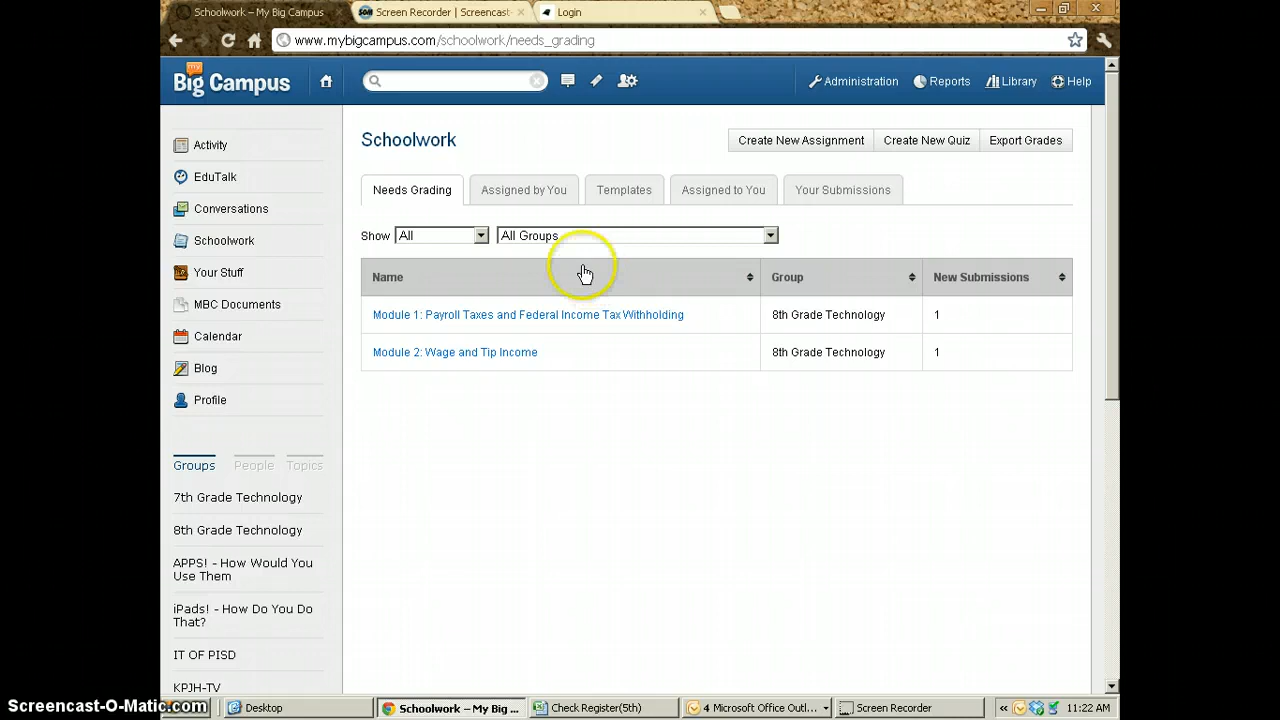 Schoolwork – My Big Campus
Screen Recorder | Screencast-
Login
www.mybigcampus.com/schoolwork/needs_grading
my
Big Campus
Administration
Reports
Library
Help
Activity
EduTalk
Conversations
Schoolwork
Your Stuff
MBC Documents
Calendar
Blog
Profile
Groups
People
Topics
7th Grade Technology
8th Grade Technology
APPS! - How Would You
Use Them
iPads! - How Do You Do
That?
IT OF PISD
KPJH-TV
Schoolwork
Create New Assignment
Create New Quiz
Export Grades
Needs Grading
Assigned by You
Templates
Assigned to You
Your Submissions
Show
All
All Groups
Name
Group
New Submissions
Module 1: Payroll Taxes and Federal Income Tax Withholding
8th Grade Technology
1
Module 2: Wage and Tip Income
8th Grade Technology
1
Screencast-O-Matic.com
Desktop
Schoolwork – My Big ...
Check Register(5th)
4 Microsoft Office Outl...
Screen Recorder
«
11:22 AM